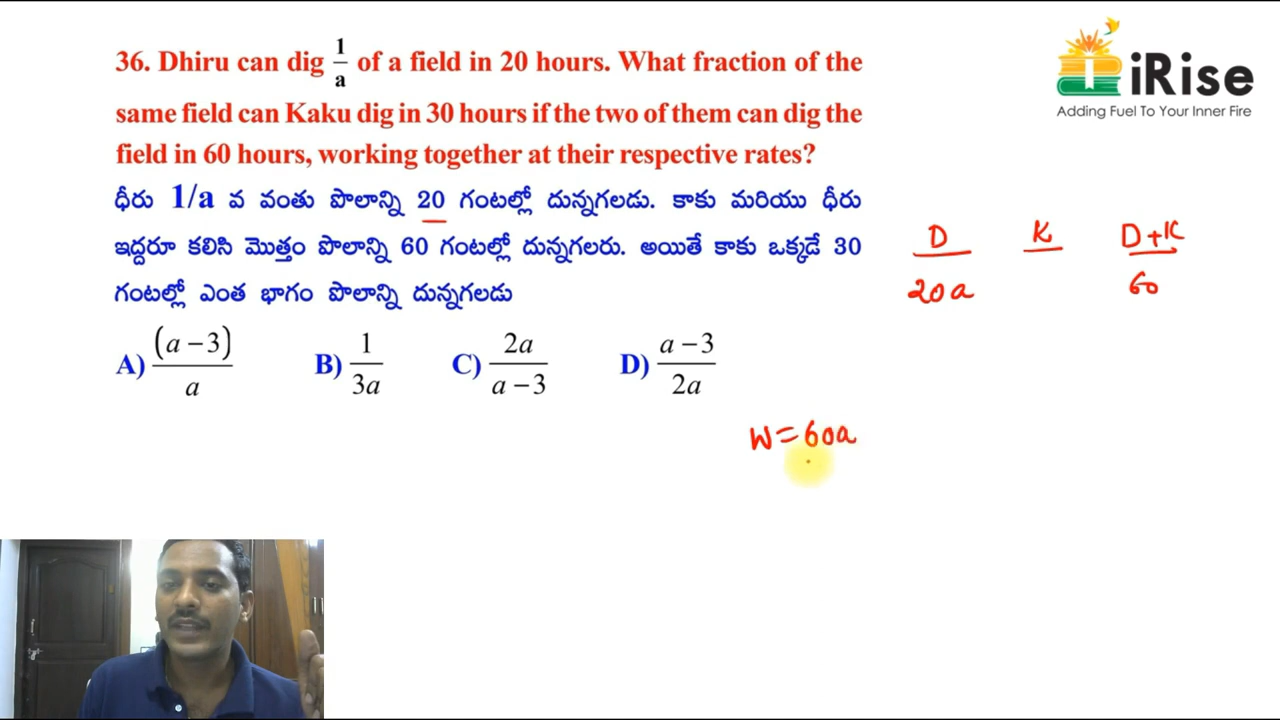 36. Dhiru can dig 1/a of a field in 20 hours. What fraction of the
same field can Kaku dig in 30 hours if the two of them can dig the
field in 60 hours, working together at their respective rates?
ధీరు 1/a వ వంతు పొలాన్ని 20 గంటల్లో దున్నగలడు. కాకు మరియు ధీరు
ఇద్దరూ కలిసి మొత్తం పొలాన్ని 60 గంటల్లో దున్నగలరు. అయితే కాకు ఒక్కడే 30
గంటల్లో ఎంత భాగం పొలాన్ని దున్నగలడు
A) (a-3)/a B) 1/3a C) 2a/a-3 D) a-3/2a
iRise
Adding Fuel To Your Inner Fire
D K D+K
20a 60
W=60a